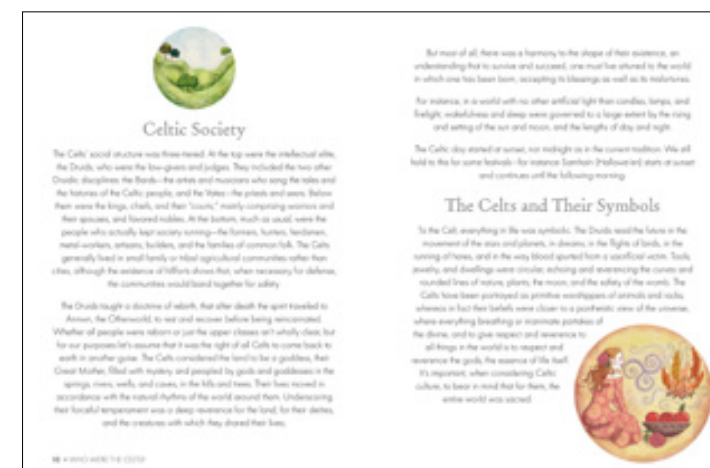 Celtic Society
The Celts' social structure was three-tiered. At the top were the intellectual elite,
the Druids, who were the law-givers and judges. They included the two other
Druidic disciplines: the Bards—the artists and musicians who sang the tales and
the histories of the Celtic people, and the Vates—the priests and seers. Below
them were the kings, chiefs, and their "courts," mainly comprising warriors and
their spouses, and favored nobles. At the bottom, much as usual, were the
people who actually kept society running—the farmers, hunters, herdsmen,
metal-workers, artisans, builders, and the families of common folk. The Celts
generally lived in small family or tribal agricultural communities rather than
cities, although the evidence of hillforts shows that, when necessary for defense,
the communities would band together for safety.
The Druids taught a doctrine of rebirth, that after death the spirit traveled to
Annwn, the Otherworld, to rest and recover before being reincarnated.
Whether all people were reborn or just the upper classes isn't wholly clear, but
for our purposes let's assume that it was the right of all Celts to come back to
earth in another guise. The Celts considered the land to be a goddess, their
Great Mother, filled with mystery and peopled by gods and goddesses in the
springs, rivers, wells, and caves, in the hills and trees. Their lives moved in
accordance with the natural rhythms of the world around them. Underscoring
their forceful temperament was a deep reverence for the land, for their deities,
and the creatures with which they shared their lives.
10 • WHO WERE THE CELTS?
But most of all, there was a harmony to the shape of their existence, an
understanding that to survive and succeed, one must live attuned to the world
in which one has been born, accepting its blessings as well as its misfortunes.
For instance, in a world with no other artificial light than candles, lamps, and
firelight, wakefulness and sleep were governed to a large extent by the rising
and setting of the sun and moon, and the lengths of day and night.
The Celtic day started at sunset, not midnight as in the current tradition. We still
hold to this for some festivals—for instance Samhain (Hallowe'en) starts at sunset
and continues until the following morning.
The Celts and Their Symbols
To the Celt, everything in life was symbolic. The Druids read the future in the
movement of the stars and planets, in dreams, in the flights of birds, in the
running of hares, and in the way blood spurted from a sacrificial victim. Tools,
jewelry, and dwellings were circular, echoing and reverencing the curves and
rounded lines of nature, plants, the moon, and the safety of the womb. The
Celts have been portrayed as primitive worshippers of animals and rocks,
whereas in fact their beliefs were closer to a pantheistic view of the universe,
where everything breathing or inanimate partakes of
the divine, and to give respect and reverence to
all things in the world is to respect and
reverence the gods, the essence of life itself.
It's important, when considering Celtic
culture, to bear in mind that for them, the
entire world was sacred.